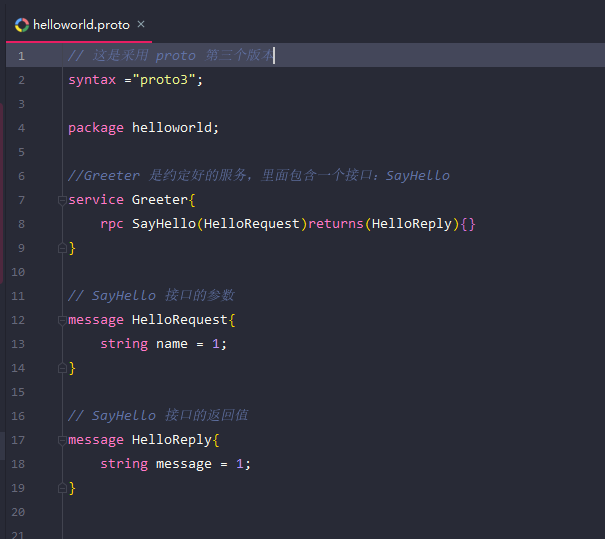 helloworld.proto ×
1 // 这是采用 proto 第三个版本
2 syntax ="proto3";
3
4 package helloworld;
5
6 //Greeter 是约定好的服务，里面包含一个接口：SayHello
7 service Greeter{
8 rpc SayHello(HelloRequest)returns(HelloReply){}
9 }
10
11 // SayHello 接口的参数
12 message HelloRequest{
13 string name = 1;
14 }
15
16 // SayHello 接口的返回值
17 message HelloReply{
18 string message = 1;
19 }
20
21